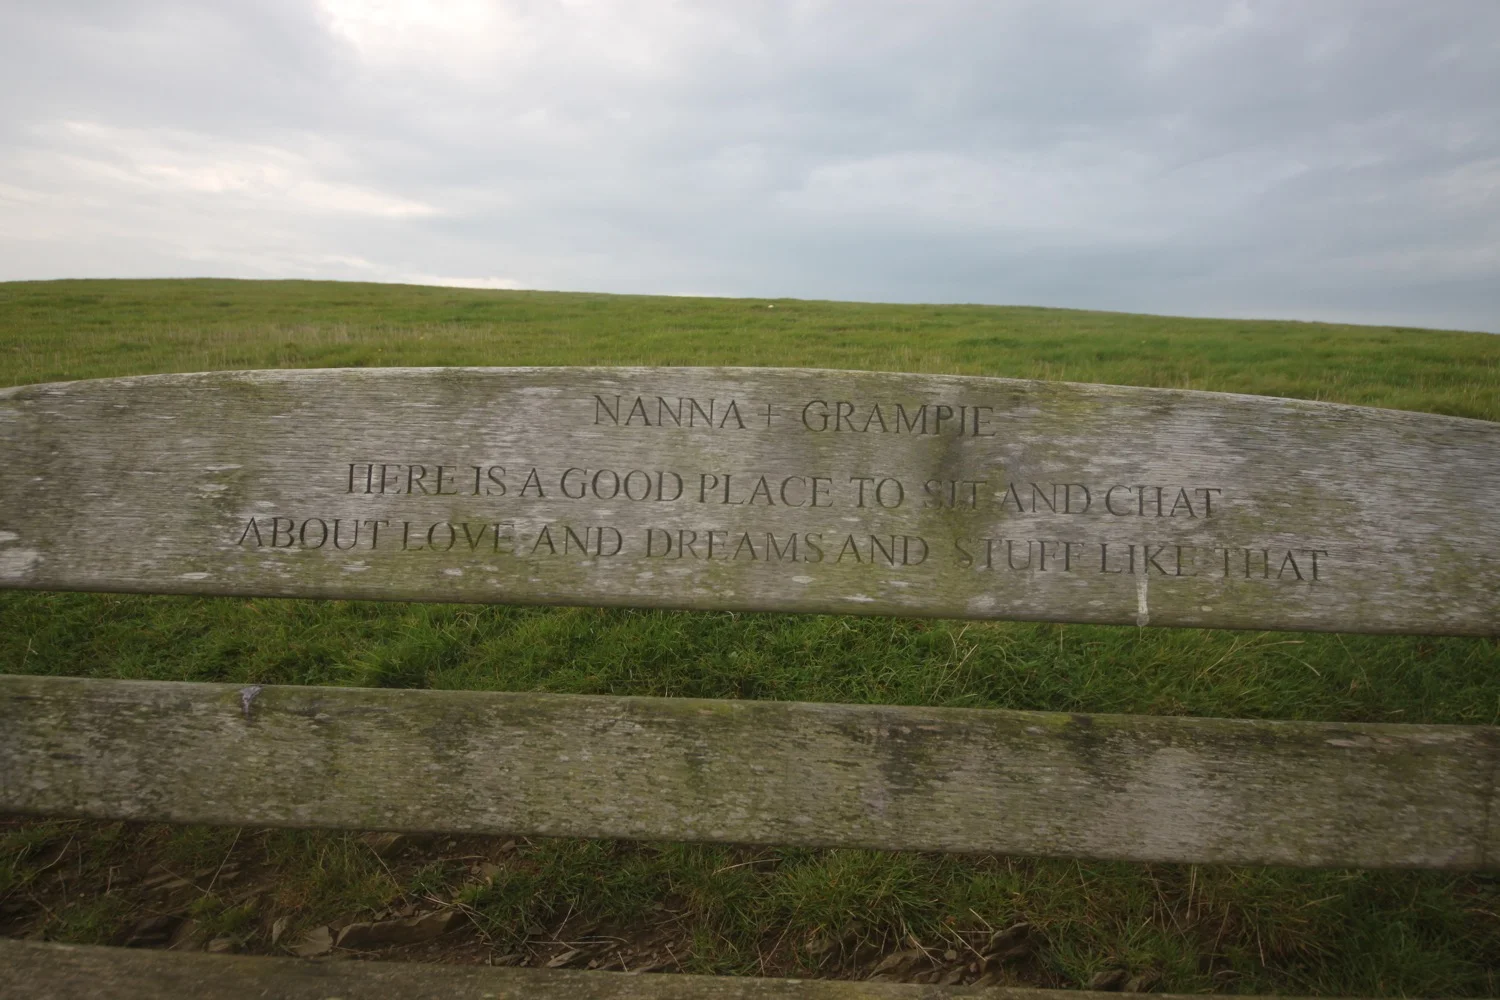 NANNA + GRAMPIE
HERE IS A GOOD PLACE TO SIT AND CHAT
ABOUT LOVE AND DREAMS AND STUFF LIKE THAT